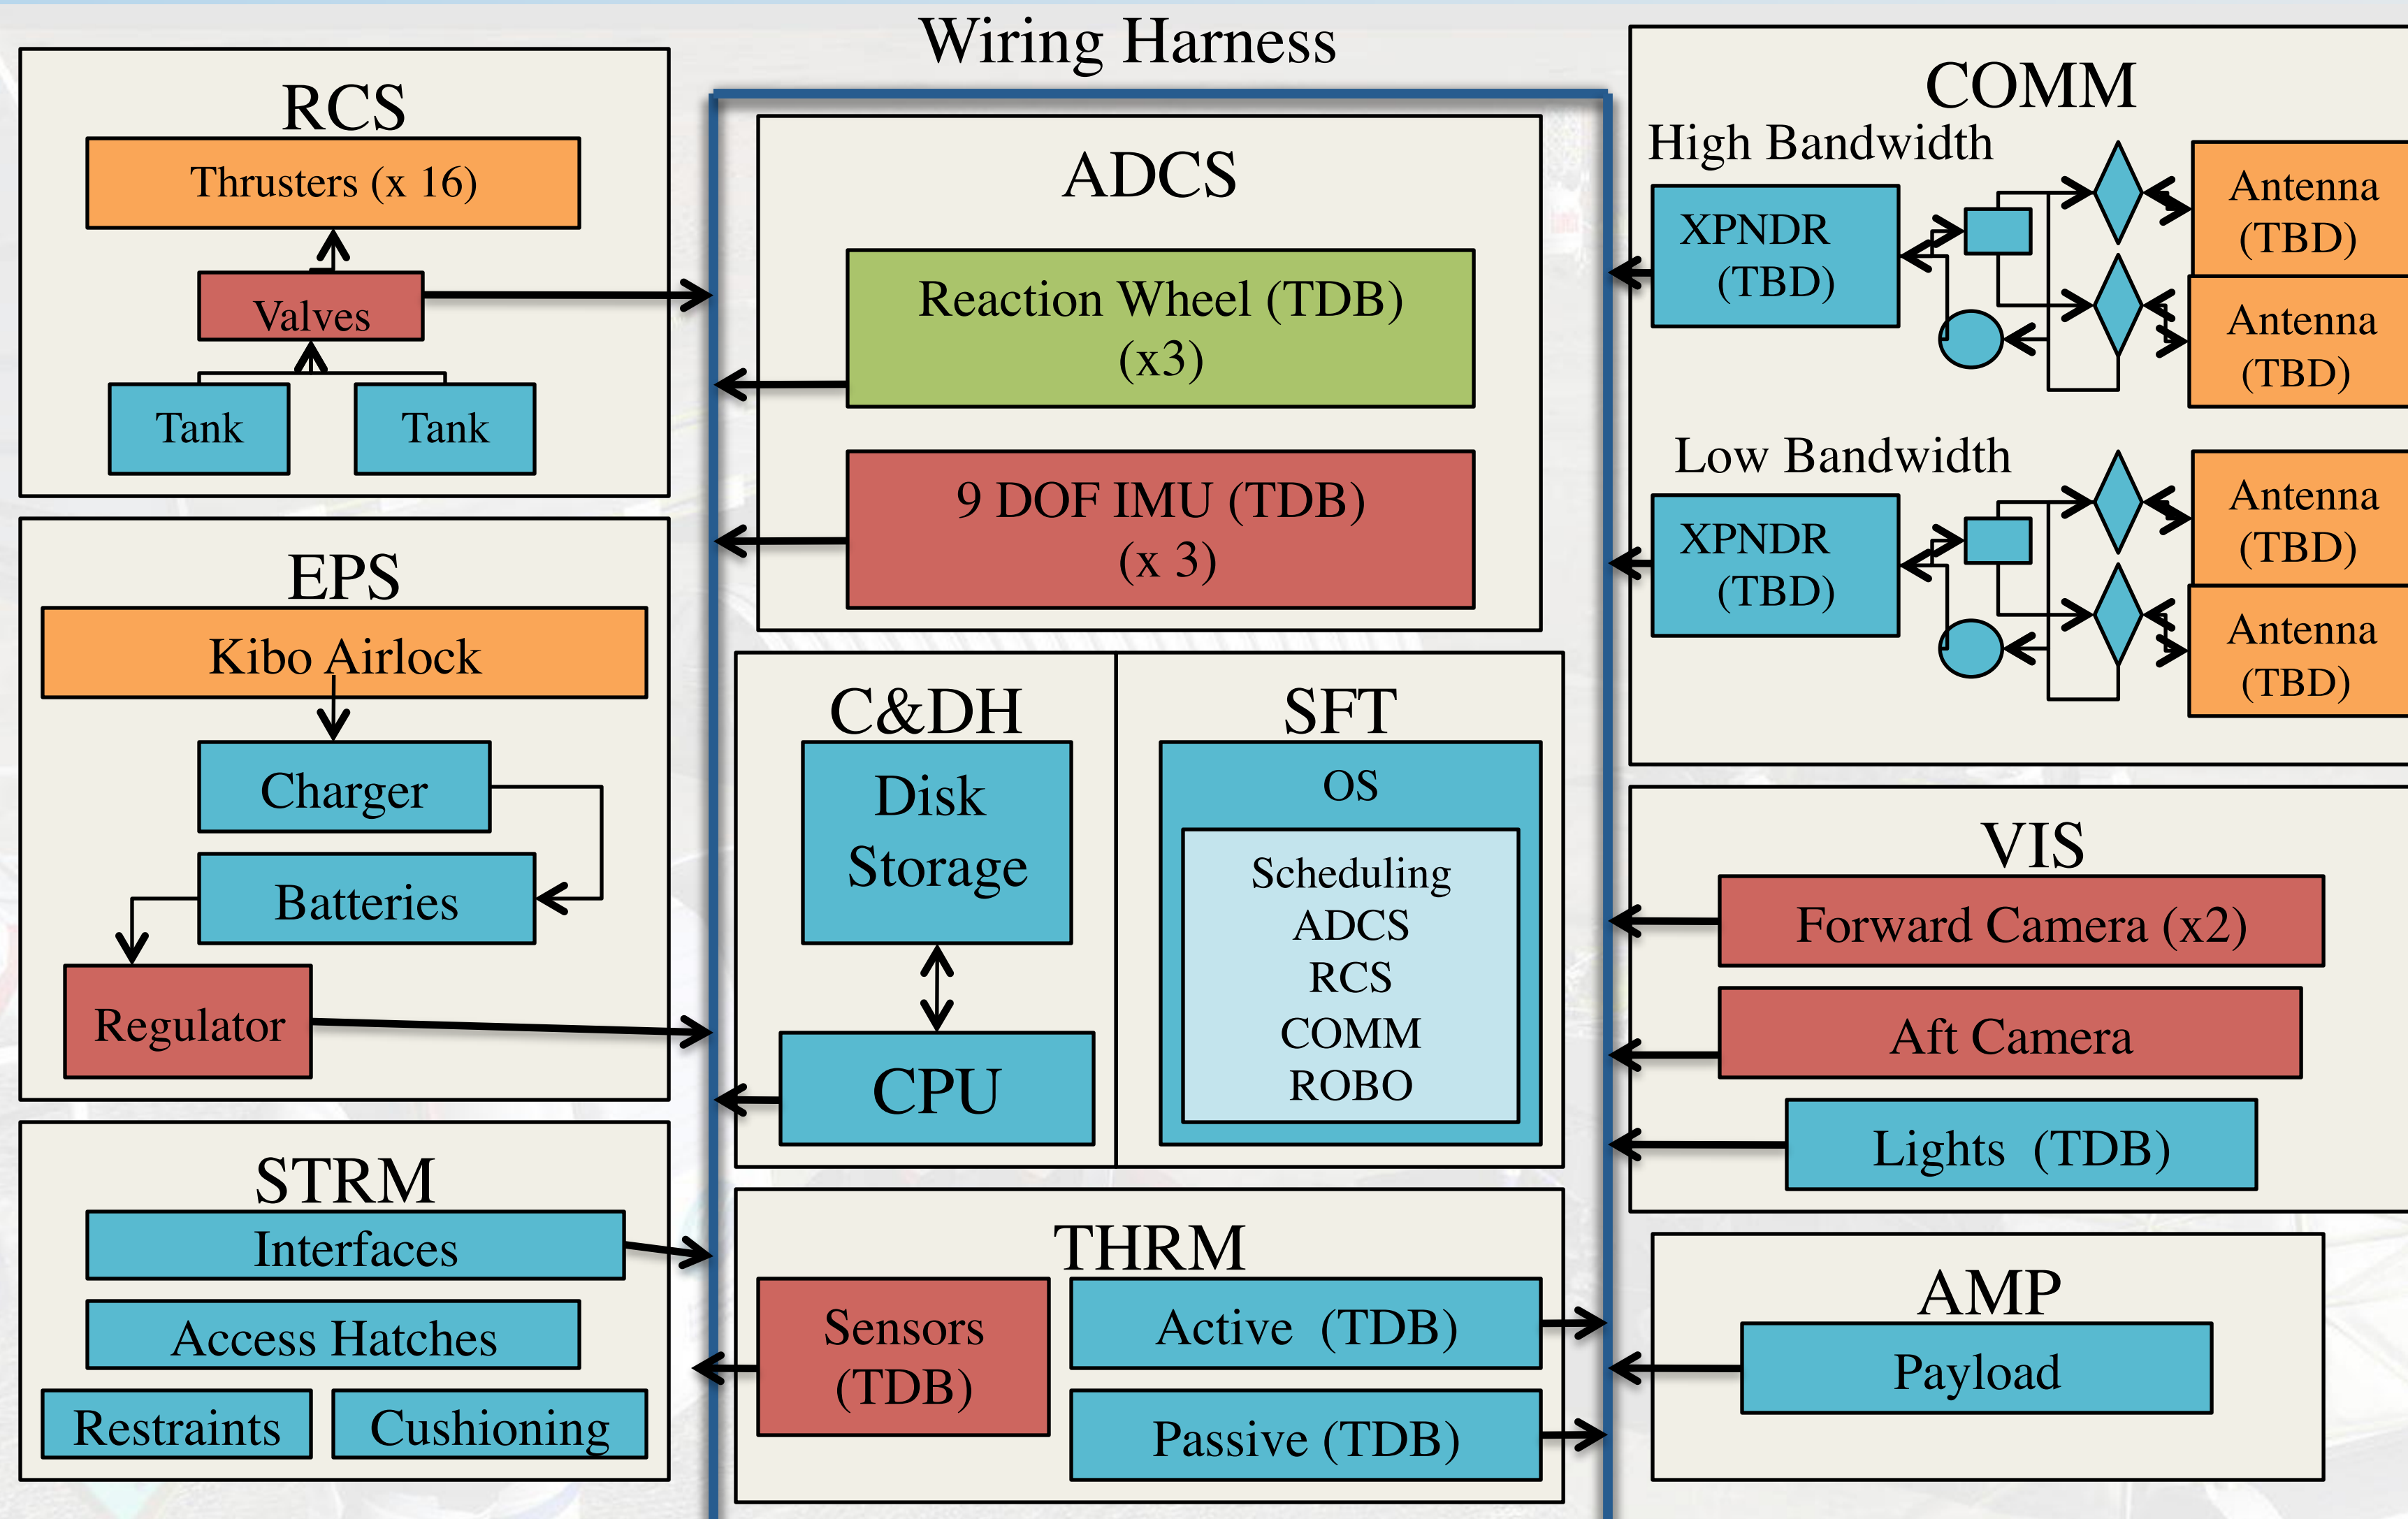 Wiring Harness
RCS
Thrusters (x 16)
Valves
Tank
Tank
EPS
Kibo Airlock
Charger
Batteries
Regulator
STRM
Interfaces
Access Hatches
Restraints
Cushioning
ADCS
Reaction Wheel (TDB)
(x3)
9 DOF IMU (TDB)
(x 3)
C&DH
Disk
Storage
CPU
SFT
OS
Scheduling
ADCS
RCS
COMM
ROBO
THRM
Sensors
(TDB)
Active (TDB)
Passive (TDB)
COMM
High Bandwidth
XPNDR
(TBD)
Antenna
(TBD)
Antenna
(TBD)
Low Bandwidth
XPNDR
(TBD)
Antenna
(TBD)
Antenna
(TBD)
VIS
Forward Camera (x2)
Aft Camera
Lights (TDB)
AMP
Payload